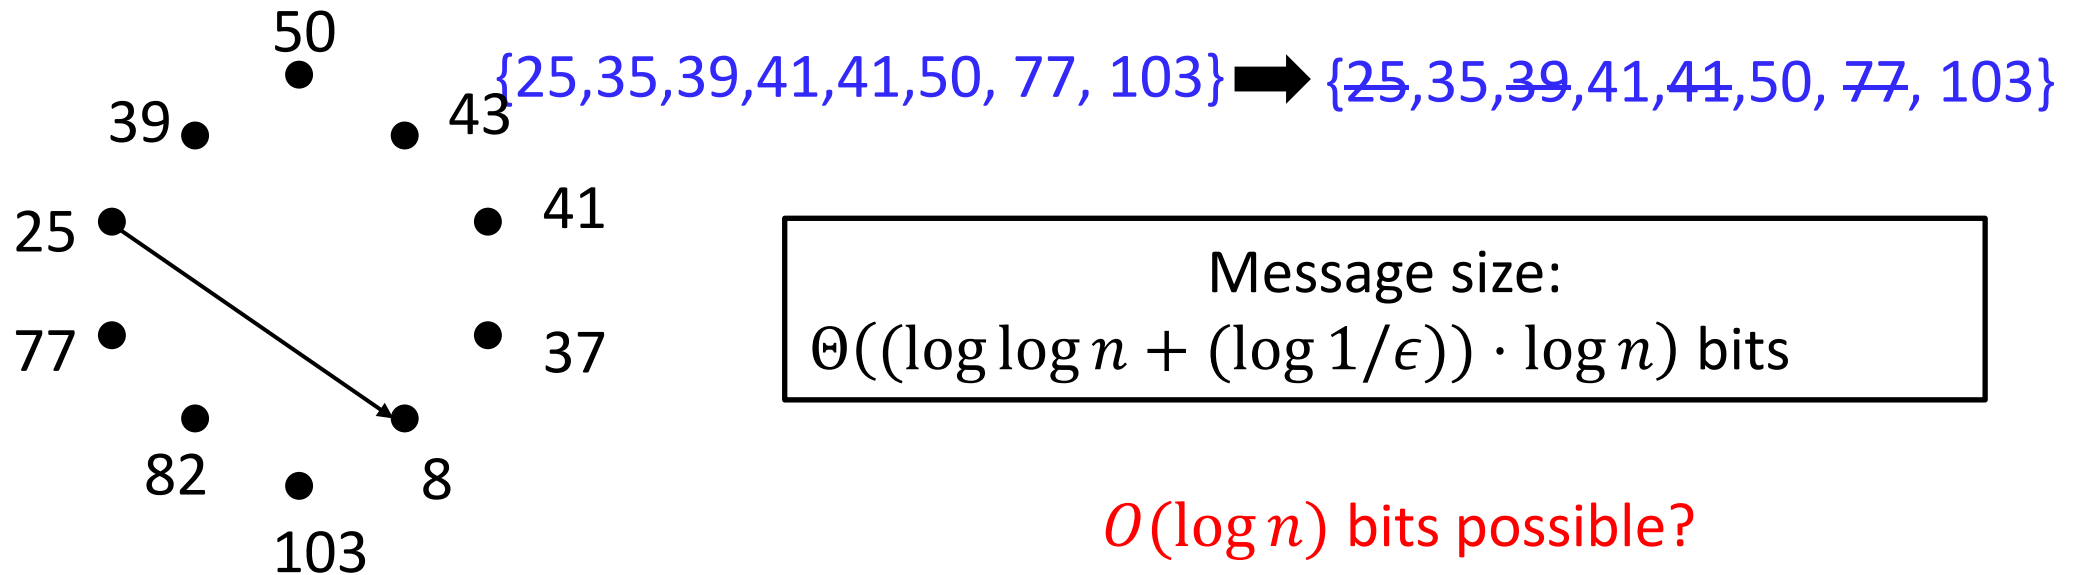 50
{25,35,39,41,41,50, 77, 103} {25,35,39,41,41,50, 77, 103}
39
43
25
41
77
37
82
8
103
Message size:
Θ((log log n + (log 1/ϵ)) · log n) bits
O(log n) bits possible?